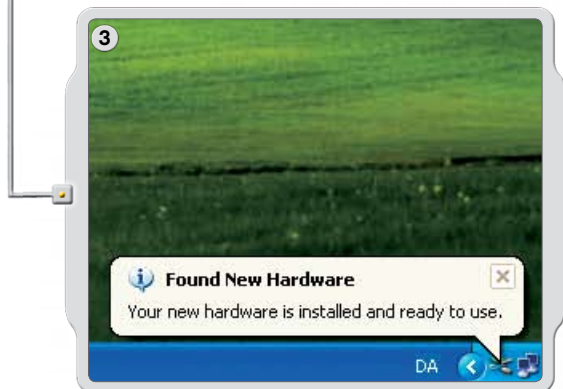 3
Found New Hardware
Your new hardware is installed and ready to use.
DA